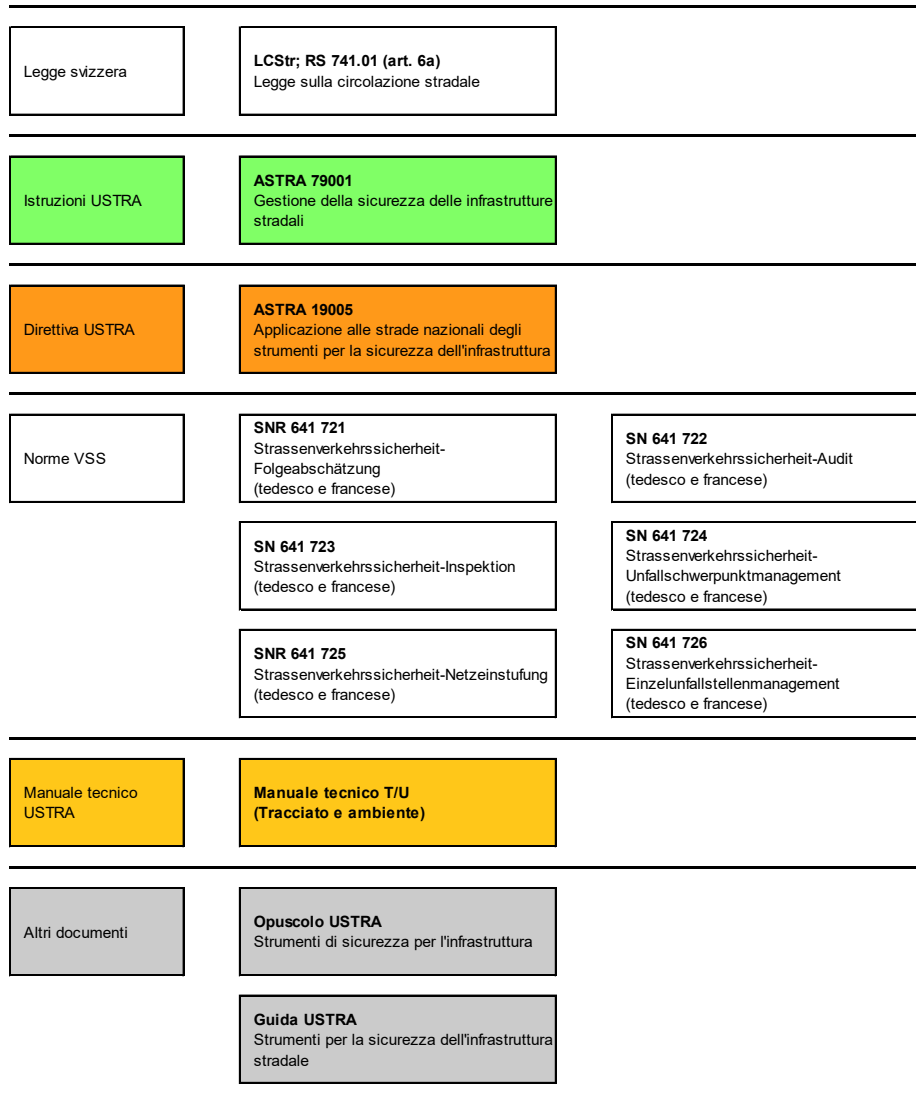 Legge svizzera
LCStr; RS 741.01 (art. 6a)
Legge sulla circolazione stradale
Istruzioni USTRA
ASTRA 79001
Gestione della sicurezza delle infrastrutture
stradali
Direttiva USTRA
ASTRA 19005
Applicazione alle strade nazionali degli
strumenti per la sicurezza dell'infrastruttura
Norme VSS
SNR 641 721
Strassenverkehrssicherheit-
Folgeabschätzung
(tedesco e francese)
SN 641 722
Strassenverkehrssicherheit-Audit
(tedesco e francese)
SN 641 723
Strassenverkehrssicherheit-Inspektion
(tedesco e francese)
SN 641 724
Strassenverkehrssicherheit-
Unfallschwerpunktmanagement
(tedesco e francese)
SNR 641 725
Strassenverkehrssicherheit-Netzeinstufung
(tedesco e francese)
SN 641 726
Strassenverkehrssicherheit-
Einzelunfallstellenmanagement
(tedesco e francese)
Manuale tecnico
USTRA
Manuale tecnico T/U
(Tracciato e ambiente)
Altri documenti
Opuscolo USTRA
Strumenti di sicurezza per l'infrastruttura
Guida USTRA
Strumenti per la sicurezza dell'infrastruttura
stradale